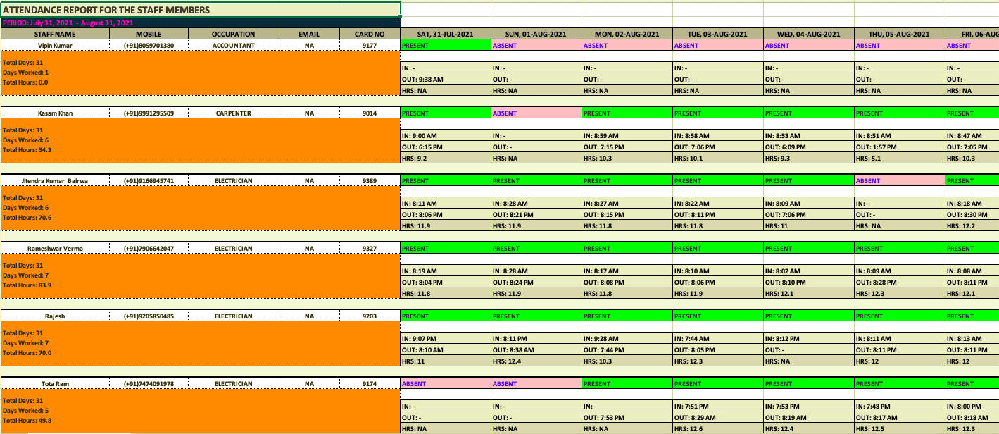 ATTENDANCE REPORT FOR THE STAFF MEMBERS
PERIOD: July 31, 2021 - August 31, 2021
STAFF NAME MOBILE OCCUPATION EMAIL CARD NO SAT, 31-JUL-2021 SUN, 01-AUG-2021 MON, 02-AUG-2021 TUE, 03-AUG-2021 WED, 04-AUG-2021 THU, 05-AUG-2021 FRI, 06-AUG
Vipin Kumar (+91)8059701380 ACCOUNTANT NA 9177 PRESENT ABSENT ABSENT ABSENT ABSENT ABSENT ABSENT
Total Days: 31
Days Worked: 1
Total Hours: 0.0
IN: - IN: - IN: - IN: - IN: - IN: - IN: -
OUT: 9:38 AM OUT: - OUT: - OUT: - OUT: - OUT: - OUT: -
HRS: NA HRS: NA HRS: NA HRS: NA HRS: NA HRS: NA HRS: NA
Kasam Khan (+91)9991295509 CARPENTER NA 9014 PRESENT ABSENT PRESENT PRESENT PRESENT PRESENT PRESENT
Total Days: 31
Days Worked: 6
Total Hours: 54.3
IN: 9:00 AM IN: - IN: 8:59 AM IN: 8:58 AM IN: 8:53 AM IN: 8:51 AM IN: 8:47 AM
OUT: 6:15 PM OUT: - OUT: 7:15 PM OUT: 7:06 PM OUT: 6:09 PM OUT: 1:57 PM OUT: 7:05 PM
HRS: 9.2 HRS: NA HRS: 10.3 HRS: 10.1 HRS: 9.3 HRS: 5.1 HRS: 10.3
Jitendra Kumar Bairwa (+91)9166945741 ELECTRICIAN NA 9389 PRESENT PRESENT PRESENT PRESENT PRESENT ABSENT PRESENT
Total Days: 31
Days Worked: 6
Total Hours: 70.6
IN: 8:11 AM IN: 8:28 AM IN: 8:27 AM IN: 8:22 AM IN: 8:09 AM IN: - IN: 8:18 AM
OUT: 8:06 PM OUT: 8:21 PM OUT: 8:15 PM OUT: 8:11 PM OUT: 7:06 PM OUT: - OUT: 8:30 PM
HRS: 11.9 HRS: 11.9 HRS: 11.8 HRS: 11.8 HRS: 11 HRS: NA HRS: 12.2
Rameshwar Verma (+91)7906642047 ELECTRICIAN NA 9327 PRESENT PRESENT PRESENT PRESENT PRESENT PRESENT PRESENT
Total Days: 31
Days Worked: 7
Total Hours: 83.9
IN: 8:19 AM IN: 8:28 AM IN: 8:17 AM IN: 8:10 AM IN: 8:02 AM IN: 8:09 AM IN: 8:08 AM
OUT: 8:04 PM OUT: 8:24 PM OUT: 8:08 PM OUT: 8:06 PM OUT: 8:10 PM OUT: 8:28 PM OUT: 8:11 PM
HRS: 11.8 HRS: 11.9 HRS: 11.8 HRS: 11.9 HRS: 12.1 HRS: 12.3 HRS: 12.1
Rajesh (+91)9205850485 ELECTRICIAN NA 9203 PRESENT PRESENT PRESENT PRESENT PRESENT PRESENT PRESENT
Total Days: 31
Days Worked: 7
Total Hours: 70.0
IN: 9:07 PM IN: 8:11 PM IN: 9:28 AM IN: 7:44 AM IN: 8:12 PM IN: 8:11 AM IN: 8:13 AM
OUT: 8:10 AM OUT: 8:38 AM OUT: 7:44 PM OUT: 8:05 PM OUT: - OUT: 8:11 PM OUT: 8:11 PM
HRS: 11 HRS: 12.4 HRS: 10.3 HRS: 12.3 HRS: NA HRS: 12 HRS: 12
Tota Ram (+91)7474091978 ELECTRICIAN NA 9174 ABSENT ABSENT PRESENT PRESENT PRESENT PRESENT PRESENT
Total Days: 31
Days Worked: 5
Total Hours: 49.8
IN: - IN: - IN: - IN: 7:51 PM IN: 7:53 PM IN: 7:48 PM IN: 8:00 PM
OUT: - OUT: - OUT: 7:53 PM OUT: 8:29 AM OUT: 8:19 AM OUT: 8:17 AM OUT: 8:18 AM
HRS: NA HRS: NA HRS: NA HRS: 12.6 HRS: 12.4 HRS: 12.5 HRS: 12.3